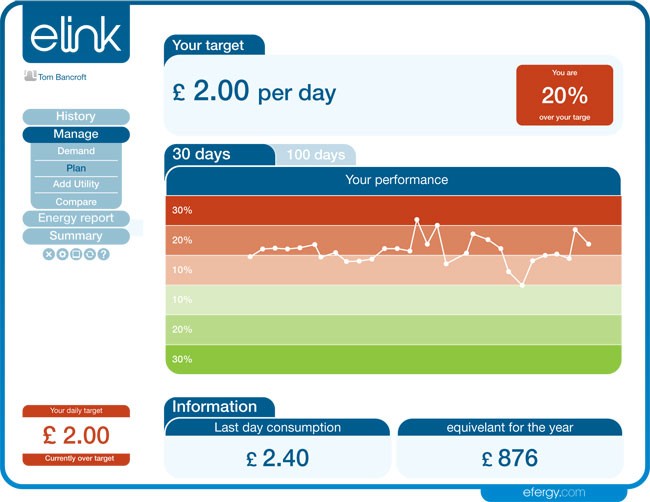 elink
Tom Bancroft
History
Manage
Demand
Plan
Add Utility
Compare
Energy report
Summary
?
Your daily target
£ 2.00
Currently over target
Your target
£ 2.00 per day
You are
20%
over your targe
30 days
100 days
Your performance
30%
20%
10%
10%
20%
30%
Information
Last day consumption
£ 2.40
equivelant for the year
£ 876
efergy.com